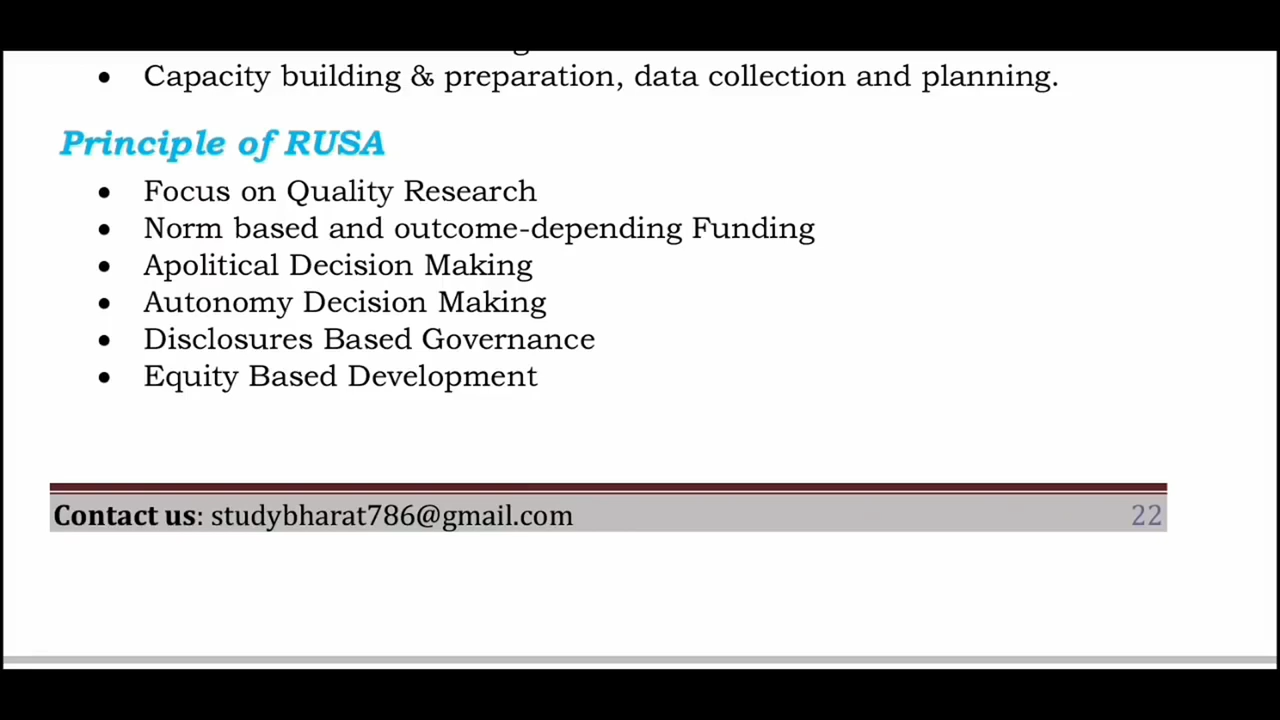 • Capacity building & preparation, data collection and planning.
Principle of RUSA
• Focus on Quality Research
• Norm based and outcome-depending Funding
• Apolitical Decision Making
• Autonomy Decision Making
• Disclosures Based Governance
• Equity Based Development
Contact us: studybharat786@gmail.com 22